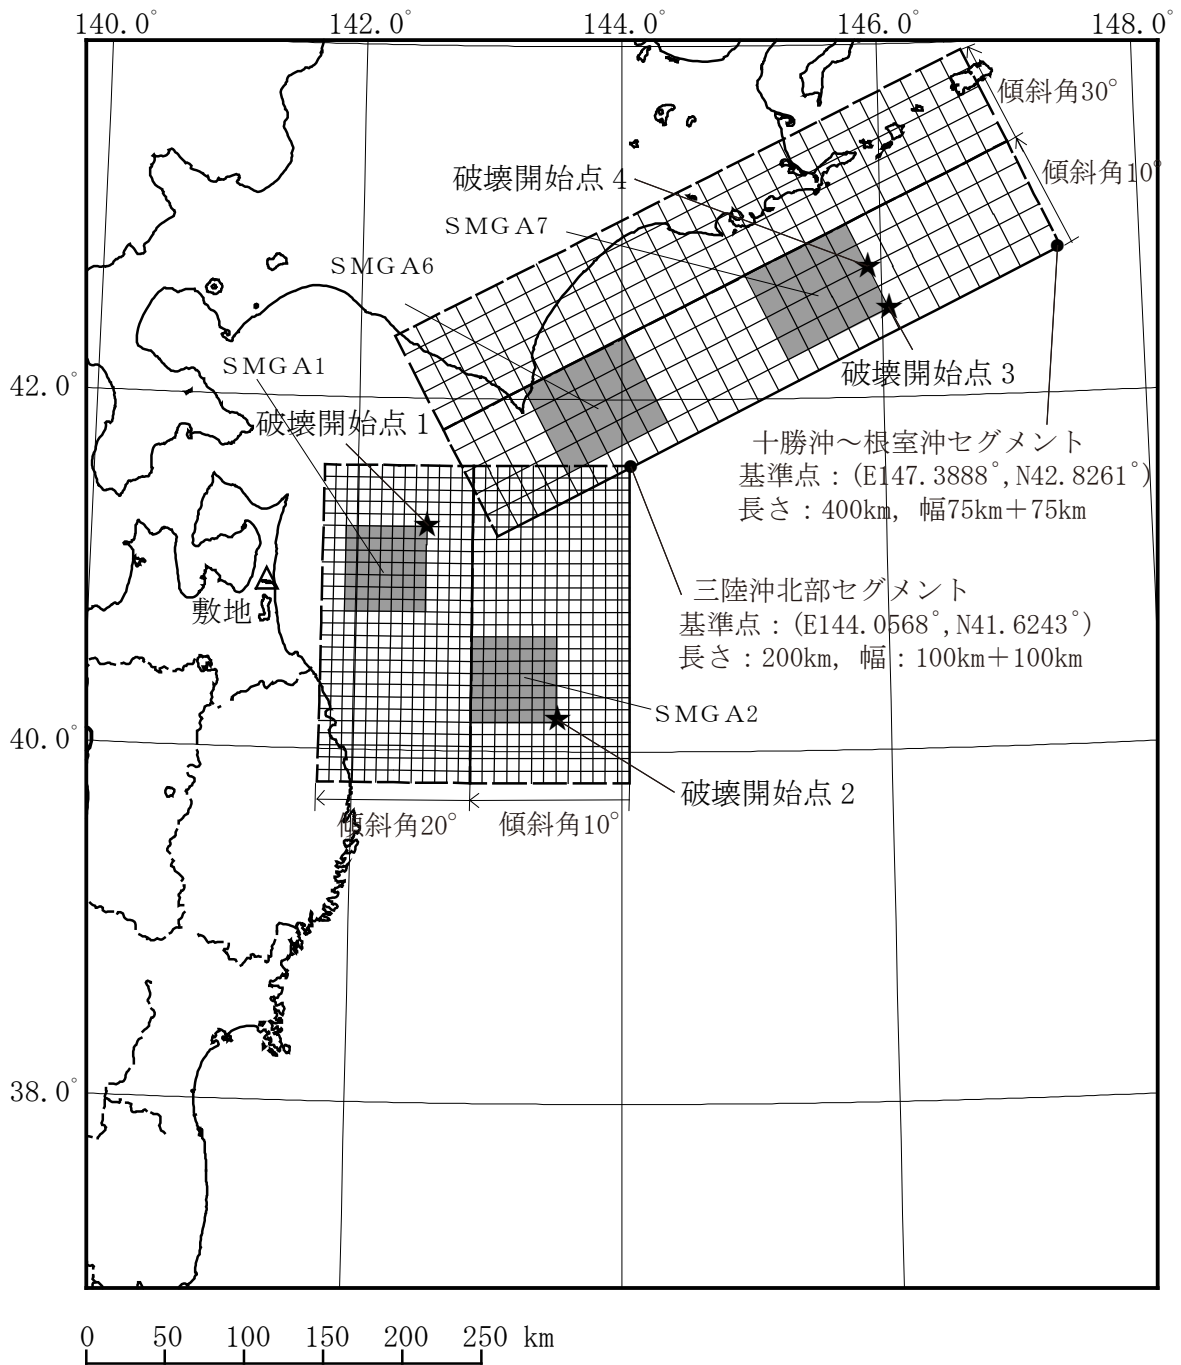 140.0°
142.0°
144.0°
146.0°
148.0°
傾斜角30°
破壊開始点４
傾斜角10°
SMGA7
SMGA6
SMGA1
破壊開始点３
42.0°
破壊開始点１
十勝沖～根室沖セグメント
基準点：(E147.3888°,N42.8261°)
長さ：400km, 幅75km＋75km
三陸沖北部セグメント
敷地
基準点：(E144.0568°,N41.6243°)
長さ：200km, 幅：100km＋100km
SMGA2
40.0°
破壊開始点２
傾斜角20°
傾斜角10°
38.0°
0 50 100 150 200 250 km